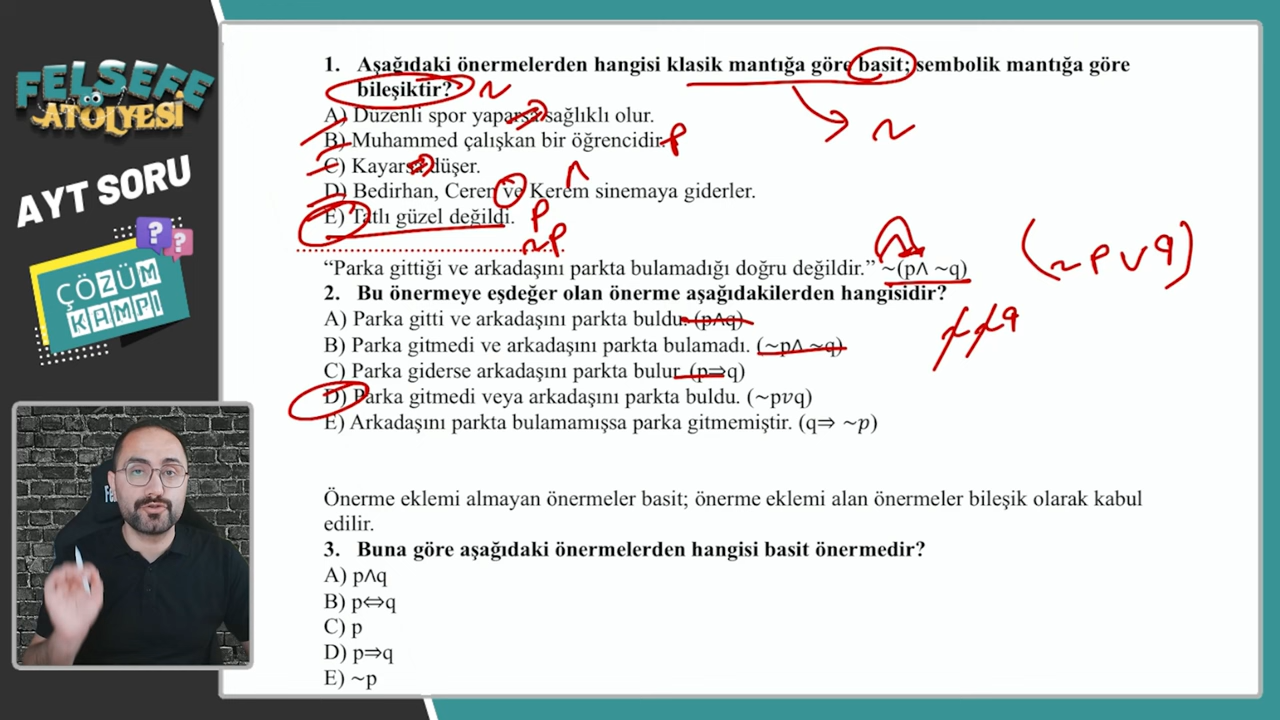 FELSEFE
ATÖLYESİ
AYT SORU
ÇÖZÜM
KAMPI
1. Aşağıdaki önermelerden hangisi klasik mantığa göre basit; sembolik mantığa göre
bileşiktir? ~
~
A) Düzenli spor yaparsa sağlıklı olur.
B) Muhammed çalışkan bir öğrencidir. p
C) Kayarsa düşer.
D) Bedirhan, Ceren ve Kerem sinemaya giderler. ∧
E) Tatlı güzel değildi. p
~p
“Parka gittiği ve arkadaşını parkta bulamadığı doğru değildir.” ~(p∧ ~q) (~p∨q)
2. Bu önermeye eşdeğer olan önerme aşağıdakilerden hangisidir?
A) Parka gitti ve arkadaşını parkta buldu. (p∧q) ~~q
B) Parka gitmedi ve arkadaşını parkta bulamadı. (~p∧ ~q)
C) Parka giderse arkadaşını parkta bulur. (p⇒q)
D) Parka gitmedi veya arkadaşını parkta buldu. (~pvq)
E) Arkadaşını parkta bulamamışsa parka gitmemiştir. (q⇒ ~p)
Önerme eklemi almayan önermeler basit; önerme eklemi alan önermeler bileşik olarak kabul
edilir.
3. Buna göre aşağıdaki önermelerden hangisi basit önermedir?
A) p∧q
B) p⇔q
C) p
D) p⇒q
E) ~p